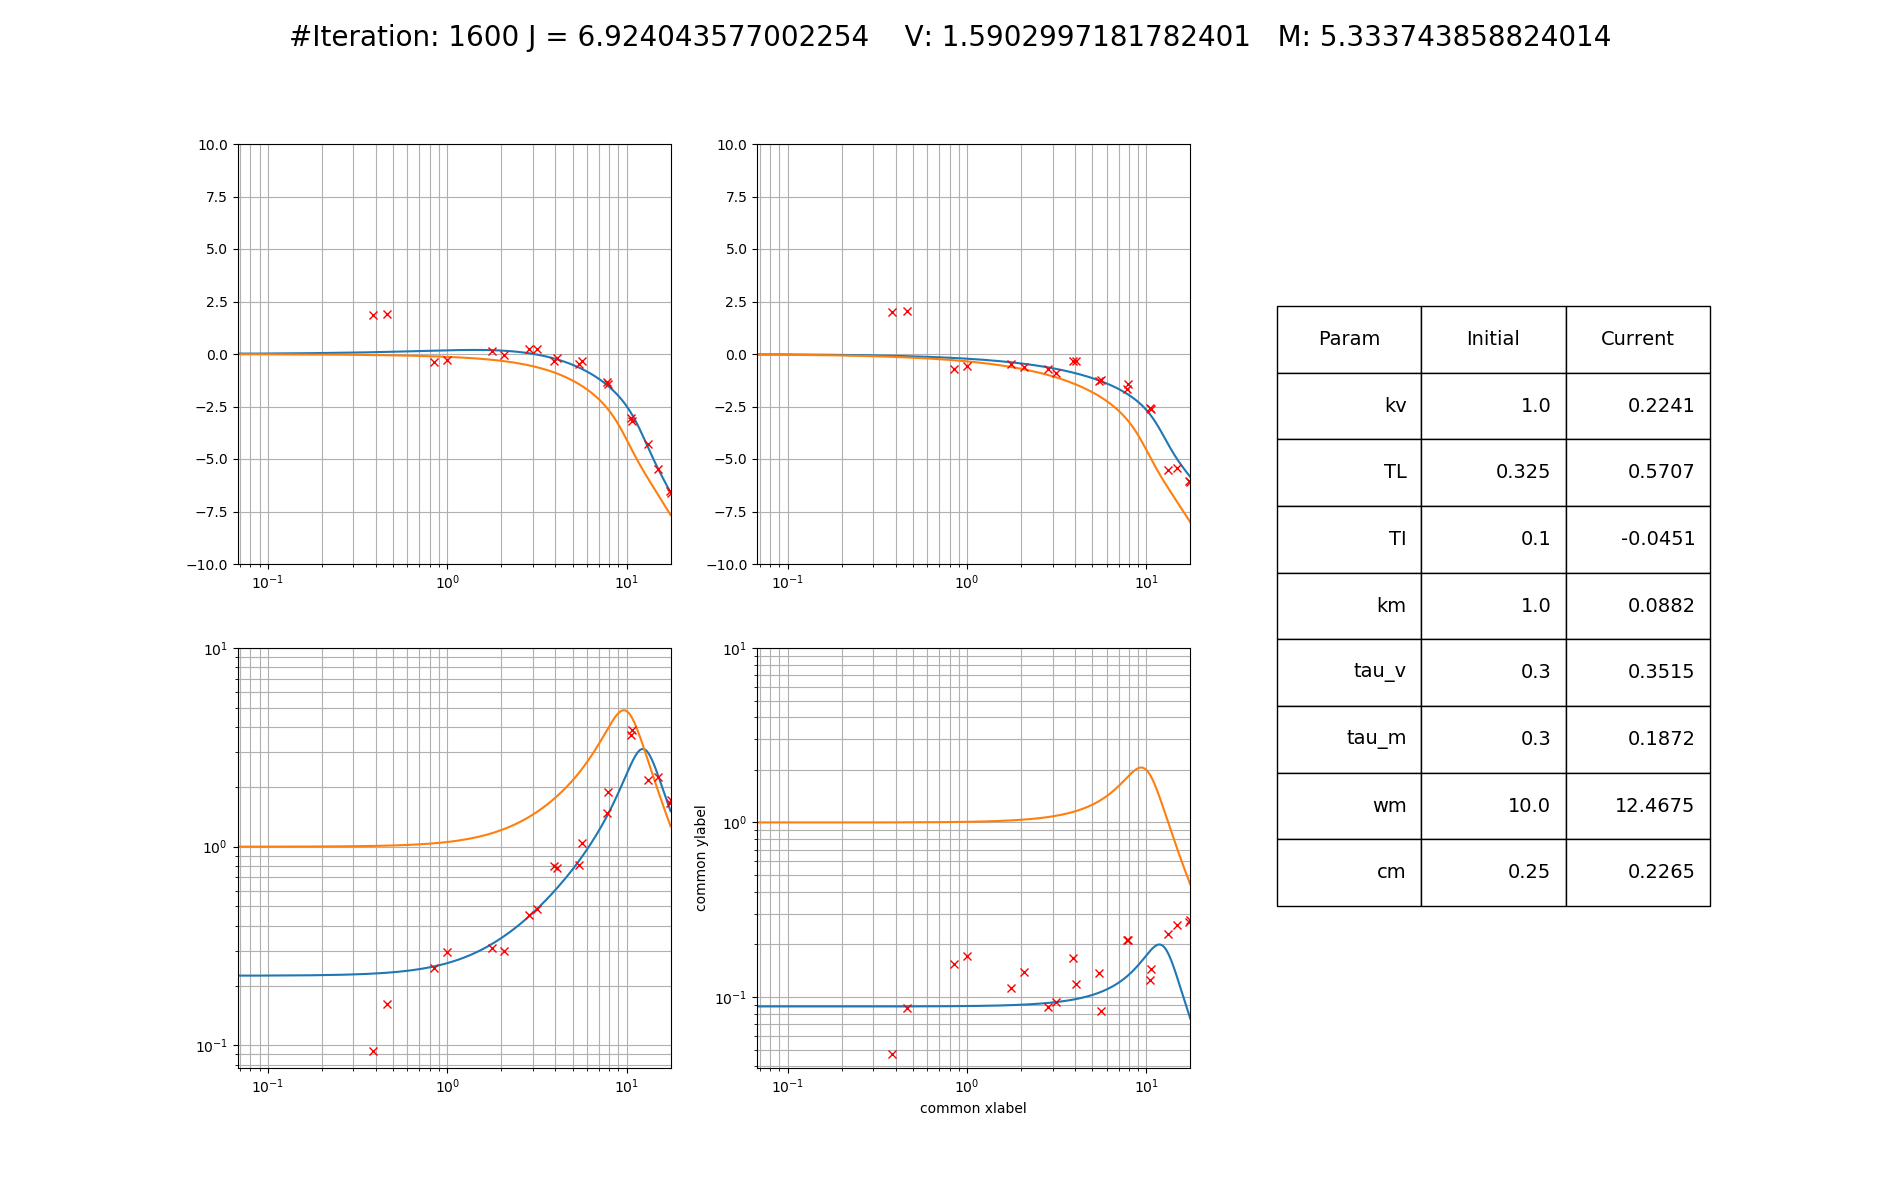 #Iteration: 1600 J = 6.924043577002254 V: 1.5902997181782401 M: 5.333743858824014
10.0
7.5
5.0
2.5
0.0
−2.5
−5.0
−7.5
−10.0
10⁻¹ 10⁰ 10¹
10.0
7.5
5.0
2.5
0.0
−2.5
−5.0
−7.5
−10.0
10⁻¹ 10⁰ 10¹
10¹
10⁰
10⁻¹
10⁻¹ 10⁰ 10¹
common ylabel
10¹
10⁰
10⁻¹
10⁻¹ 10⁰ 10¹
common xlabel
Param Initial Current
kv 1.0 0.2241
TL 0.325 0.5707
TI 0.1 -0.0451
km 1.0 0.0882
tau_v 0.3 0.3515
tau_m 0.3 0.1872
wm 10.0 12.4675
cm 0.25 0.2265